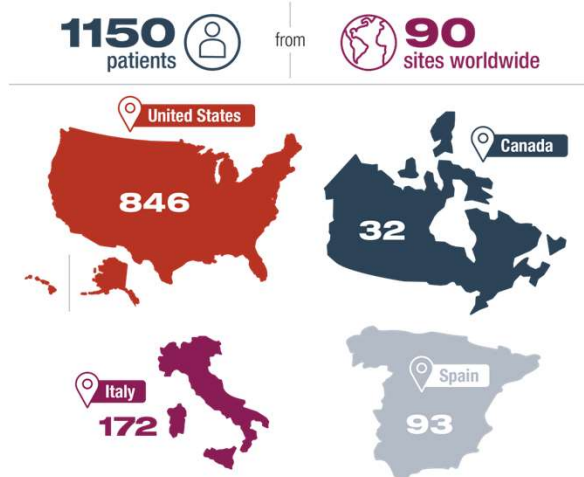 1150
patients
from
90
sites worldwide
United States
846
Canada
32
Italy
172
Spain
93